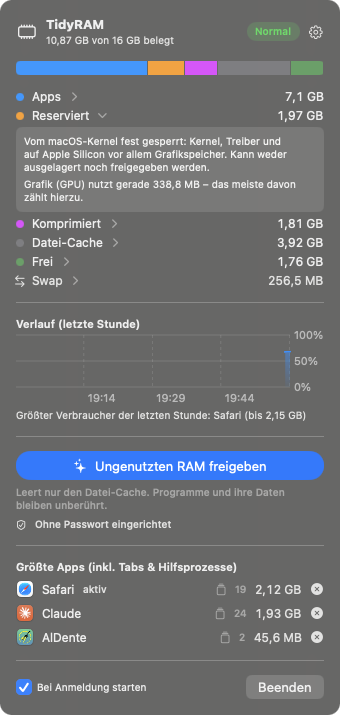 TidyRAM
10,87 GB von 16 GB belegt
Normal
Apps 7,1 GB
Reserviert 1,97 GB
Vom macOS-Kernel fest gesperrt: Kernel, Treiber und
auf Apple Silicon vor allem Grafikspeicher. Kann weder
ausgelagert noch freigegeben werden.
Grafik (GPU) nutzt gerade 338,8 MB – das meiste davon
zählt hierzu.
Komprimiert 1,81 GB
Datei-Cache 3,92 GB
Frei 1,76 GB
Swap 256,5 MB
Verlauf (letzte Stunde)
100%
50%
0%
19:14 19:29 19:44
Größter Verbraucher der letzten Stunde: Safari (bis 2,15 GB)
Ungenutzten RAM freigeben
Leert nur den Datei-Cache. Programme und ihre Daten
bleiben unberührt.
Ohne Passwort eingerichtet
Größte Apps (inkl. Tabs & Hilfsprozesse)
Safari aktiv 19 2,12 GB
Claude 24 1,93 GB
AlDente 2 45,6 MB
Bei Anmeldung starten
Beenden